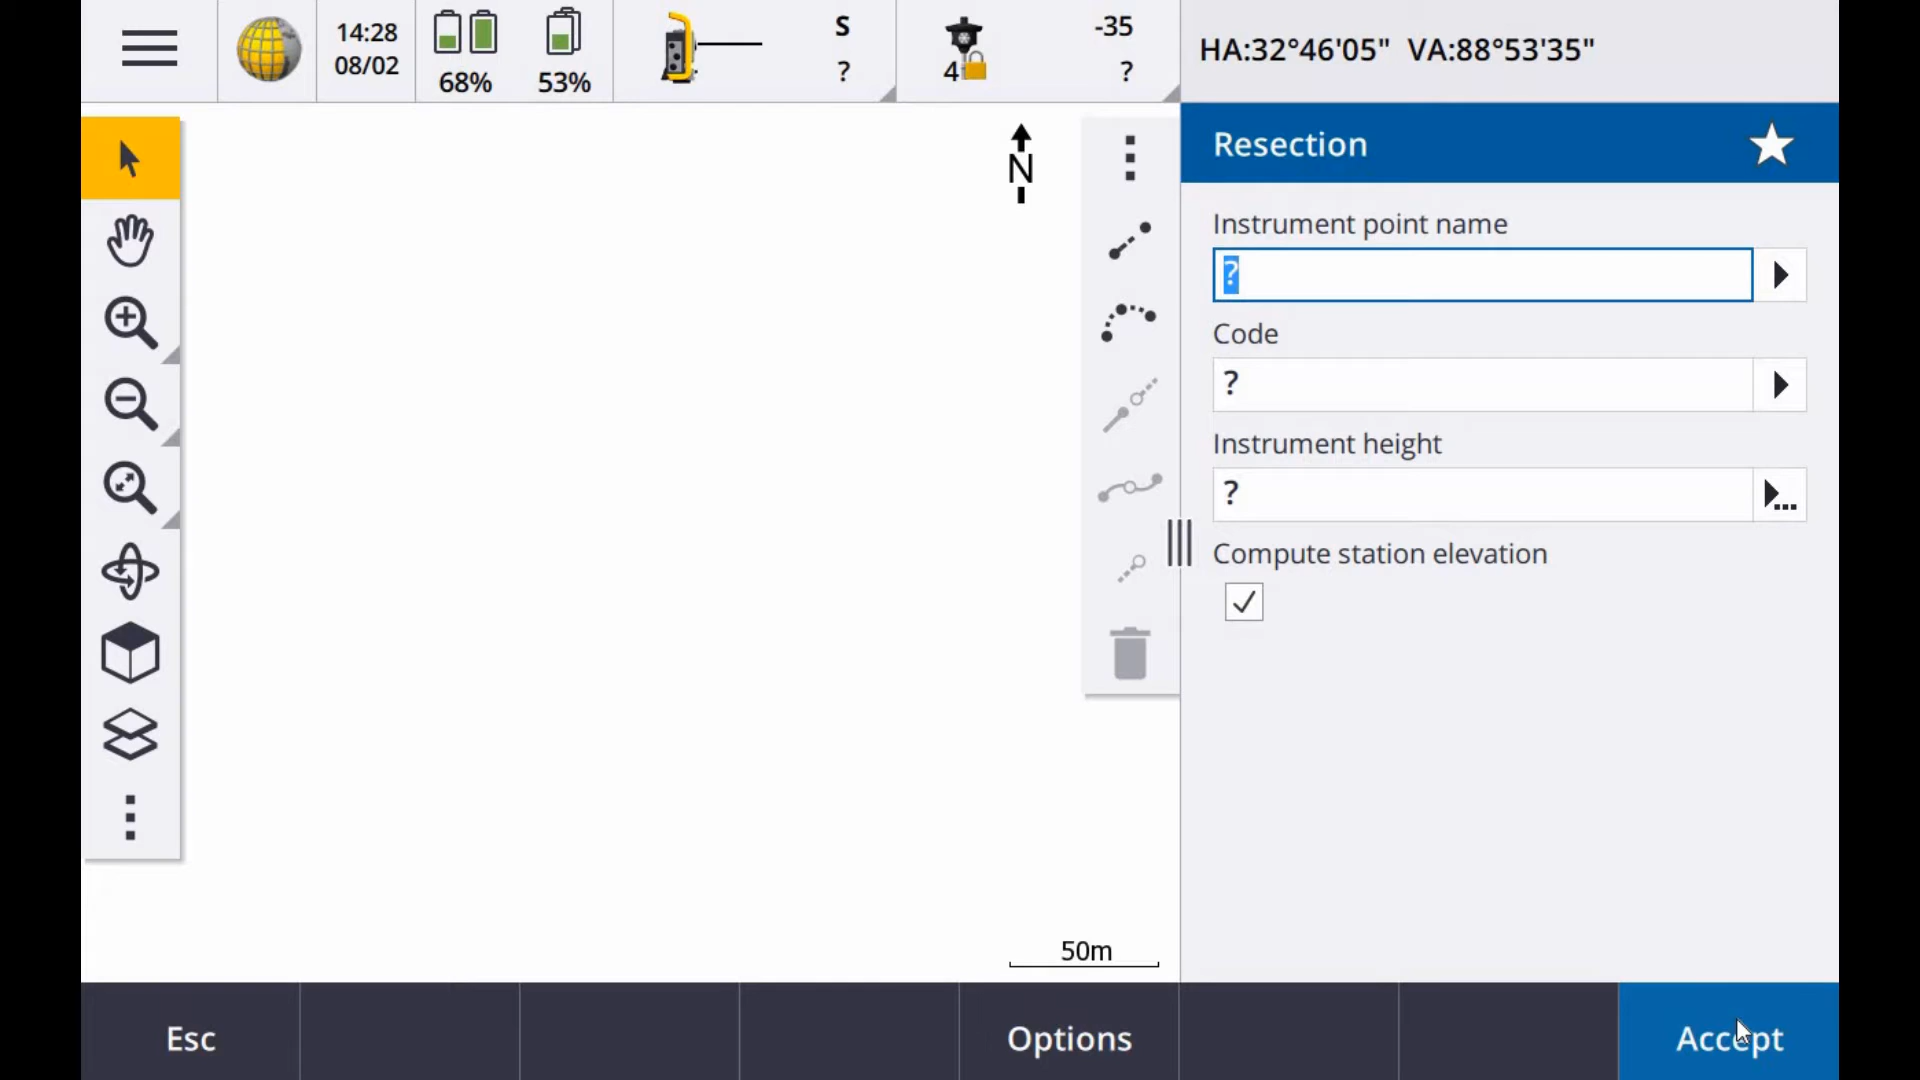 14:28
08/02
68%
53%
S
?
4
-35
?
HA:32°46'05" VA:88°53'35"
N
Resection
Instrument point name
?
Code
?
Instrument height
?
Compute station elevation
50m
Esc
Options
Accept